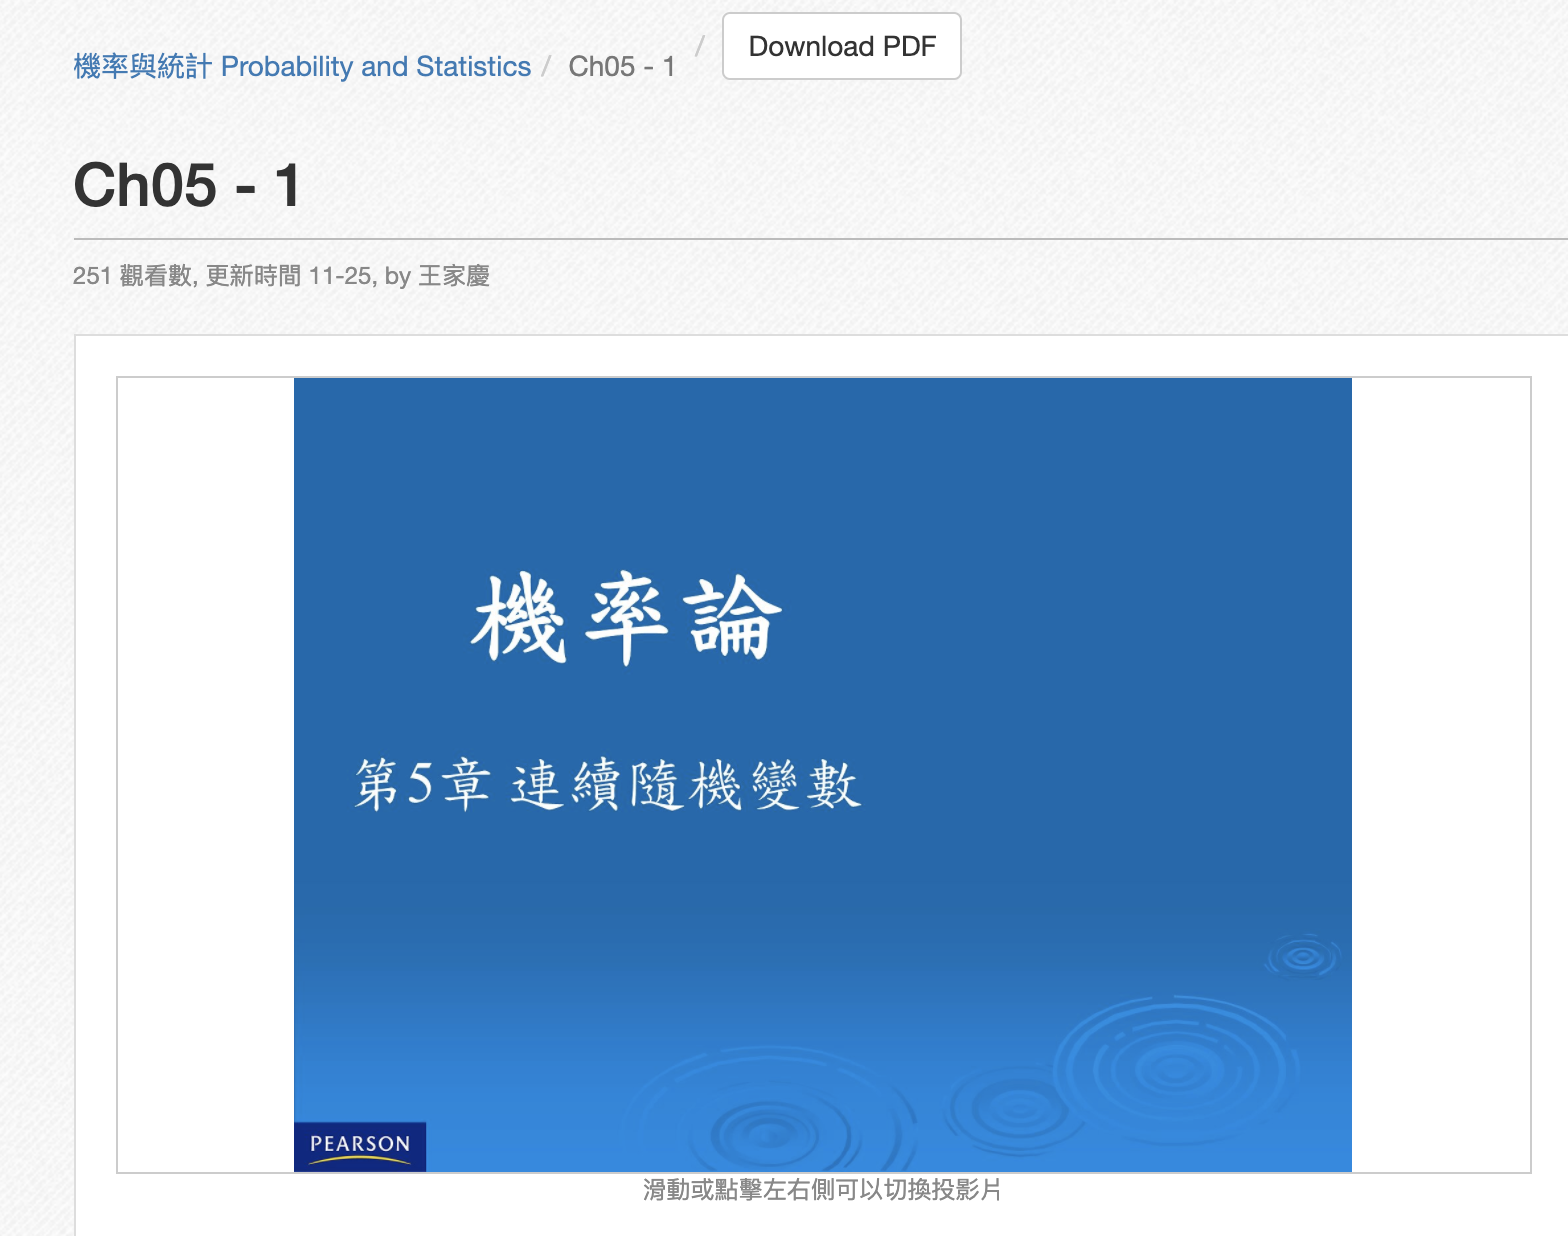 機率與統計 Probability and Statistics / Ch05 - 1 / Download PDF
Ch05 - 1
251 觀看數, 更新時間 11-25, by 王家慶
機率論
第5章 連續隨機變數
PEARSON
滑動或點擊左右側可以切換投影片